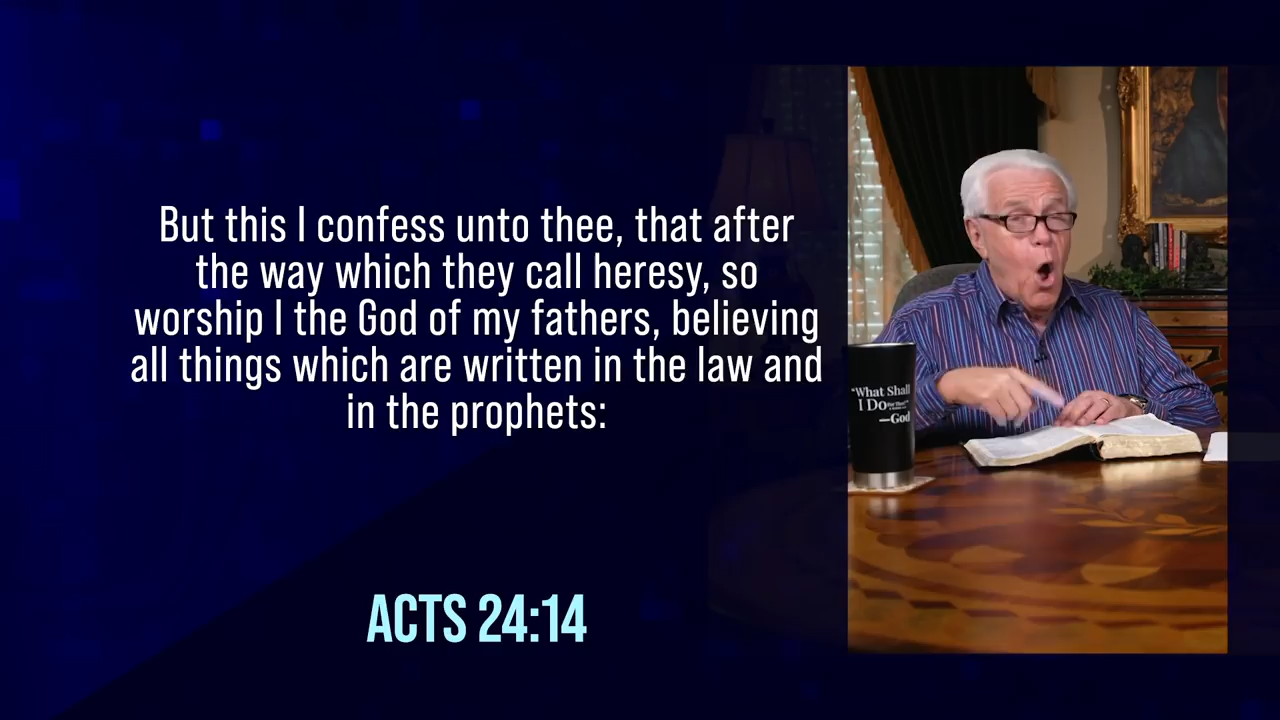 But this I confess unto thee, that after
the way which they call heresy, so
worship I the God of my fathers, believing
all things which are written in the law and
in the prophets:
ACTS 24:14
"What Shall
I Do
—God